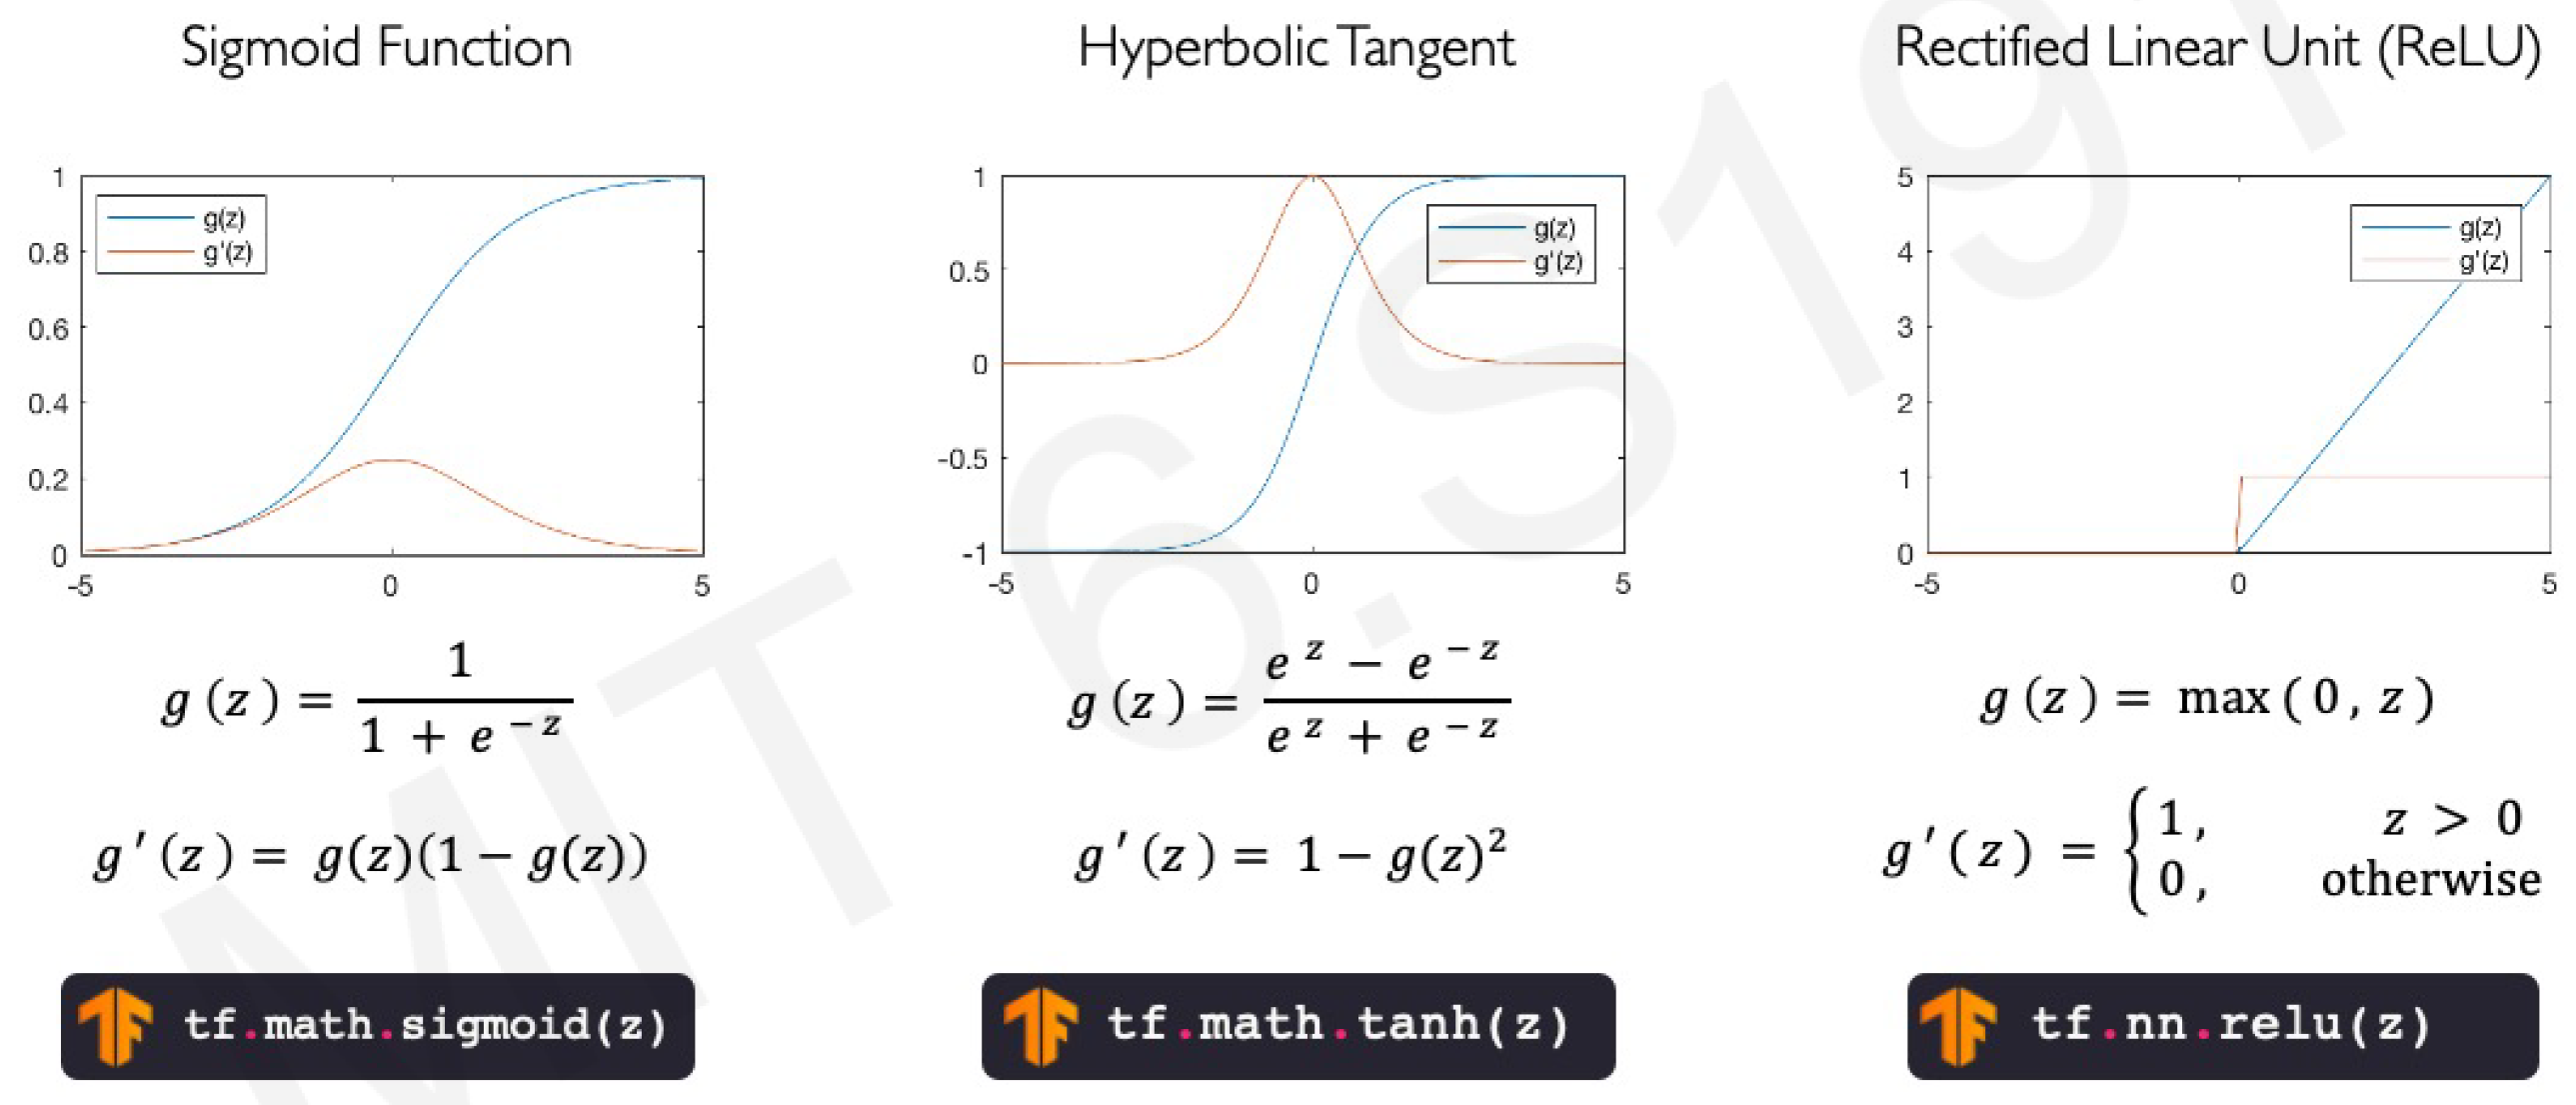 Sigmoid Function
1
0.8
0.6
0.4
0.2
0
-5 0 5
g(z)
g'(z)
g(z) = 1 / (1 + e^{-z})
g'(z) = g(z)(1 − g(z))
tf.math.sigmoid(z)
Hyperbolic Tangent
1
0.5
0
-0.5
-1
-5 0 5
g(z)
g'(z)
g(z) = (e^z − e^{-z}) / (e^z + e^{-z})
g'(z) = 1 − g(z)²
tf.math.tanh(z)
Rectified Linear Unit (ReLU)
5
4
3
2
1
0
-5 0 5
g(z)
g'(z)
g(z) = max(0, z)
g'(z) = { 1, z > 0
0, otherwise
tf.nn.relu(z)
MIT 6.S191